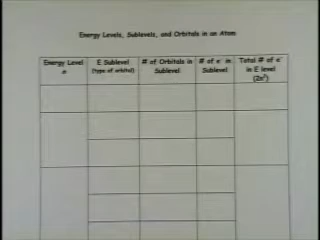 Energy Levels, Sublevels, and Orbitals in an Atom
Energy Level
n
E Sublevel
(type of orbital)
# of Orbitals in
Sublevel
# of e⁻ in
Sublevel
Total # of e⁻
in E level
(2n²)